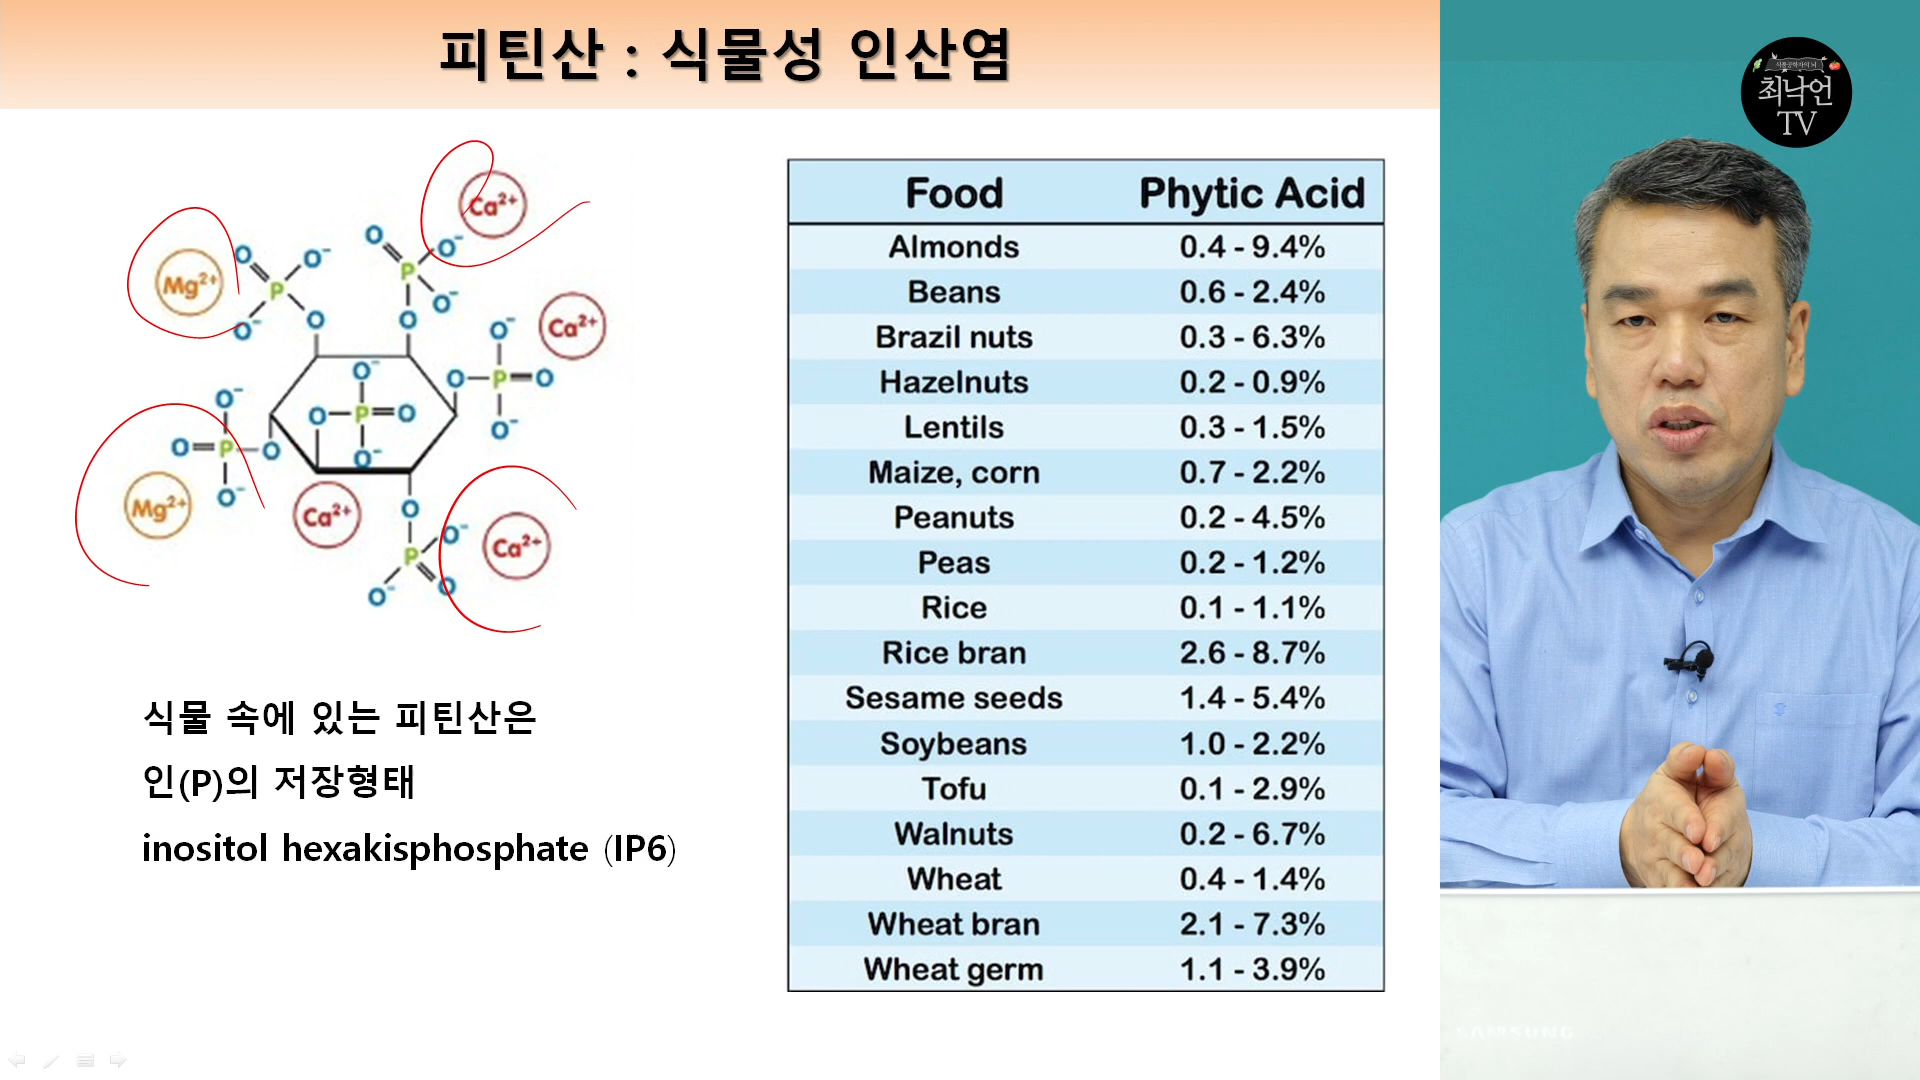 피틴산 : 식물성 인산염
최낙언
TV
Ca²⁺
Mg²⁺
O
P
O⁻
O⁻
O
O
P
O⁻
O⁻
O
Ca²⁺
O⁻
O
P
O
O⁻
O⁻
O
P
O
O⁻
O⁻
O
P
O
O⁻
Mg²⁺
Ca²⁺
Ca²⁺
O
P
O⁻
O⁻
O
식물 속에 있는 피틴산은
인(P)의 저장형태
inositol hexakisphosphate (IP6)
Food Phytic Acid
Almonds 0.4 - 9.4%
Beans 0.6 - 2.4%
Brazil nuts 0.3 - 6.3%
Hazelnuts 0.2 - 0.9%
Lentils 0.3 - 1.5%
Maize, corn 0.7 - 2.2%
Peanuts 0.2 - 4.5%
Peas 0.2 - 1.2%
Rice 0.1 - 1.1%
Rice bran 2.6 - 8.7%
Sesame seeds 1.4 - 5.4%
Soybeans 1.0 - 2.2%
Tofu 0.1 - 2.9%
Walnuts 0.2 - 6.7%
Wheat 0.4 - 1.4%
Wheat bran 2.1 - 7.3%
Wheat germ 1.1 - 3.9%
SAMSUNG